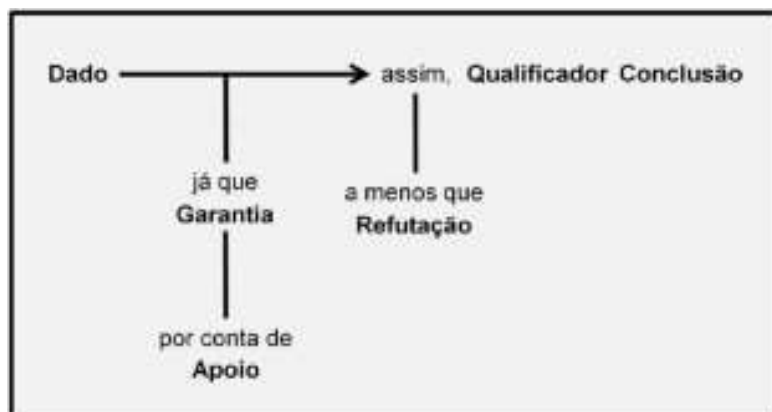 Dado assim, Qualificador Conclusão
já que
Garantia
a menos que
Refutação
por conta de
Apoio